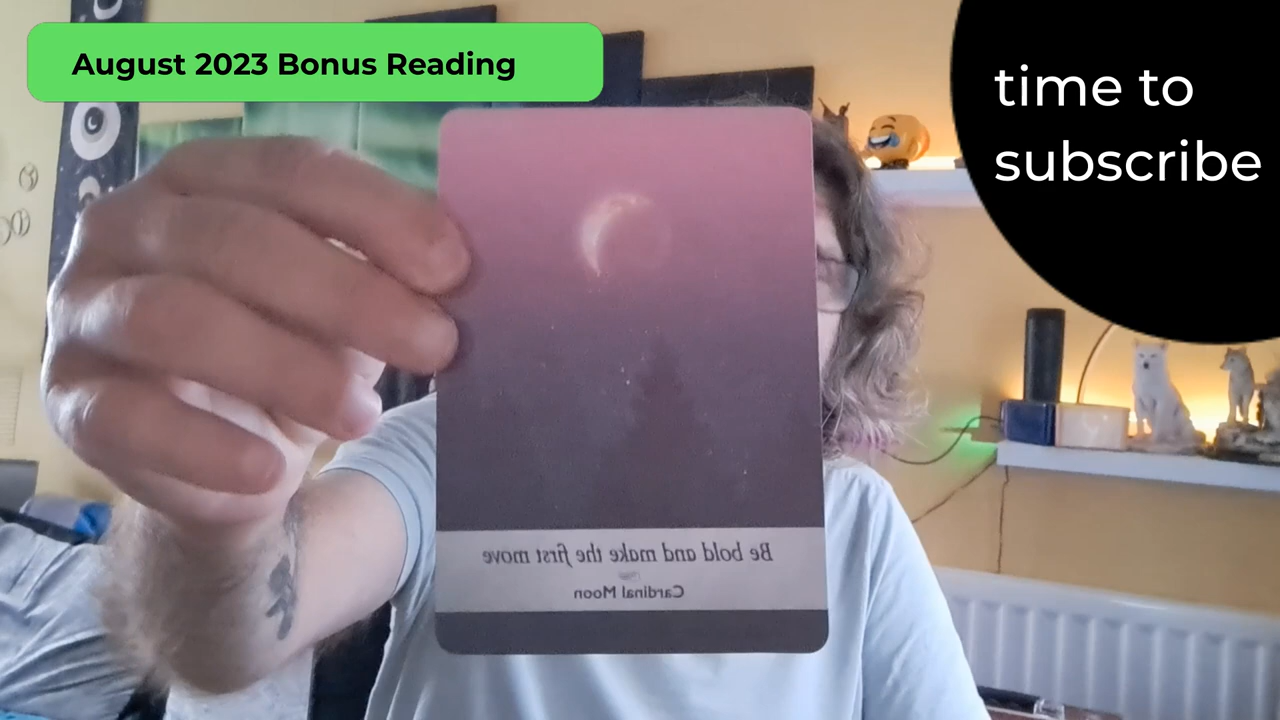 August 2023 Bonus Reading
time to
subscribe
Be bold and make the first move
Cardinal Moon